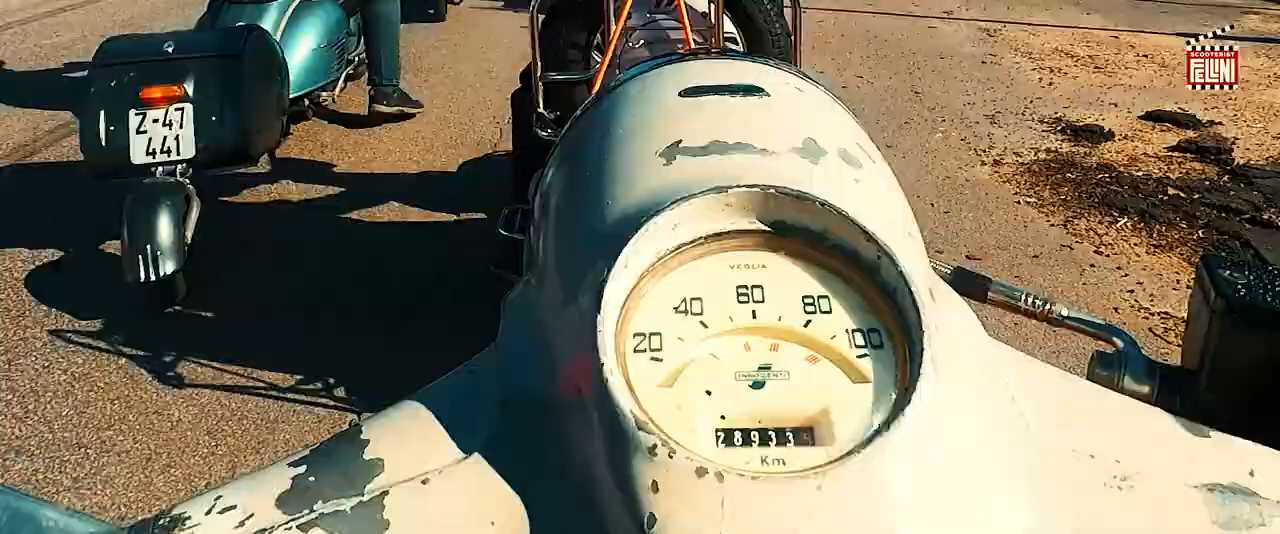 SCOOTERIST
FELLINI
Z-47
441
VEGLIA
20 40 60 80 100
INNOCENTI
28933
Km